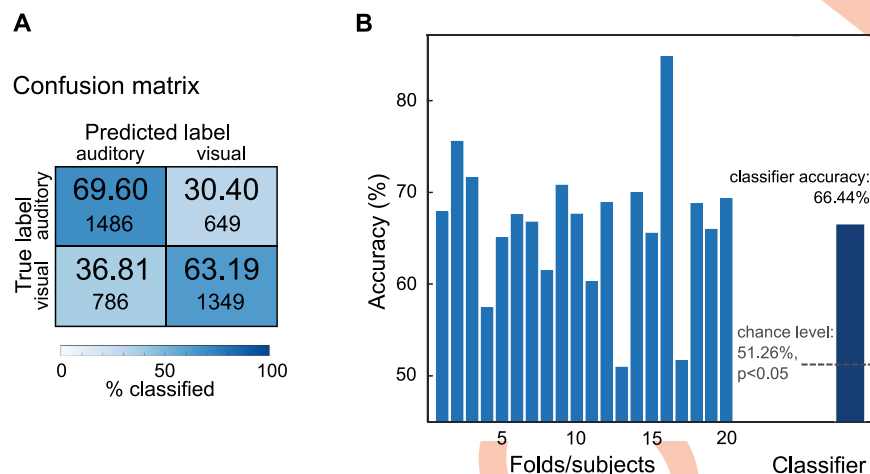 A
Confusion matrix
Predicted label
auditory visual
True label
auditory
visual
69.60 30.40
1486 649
36.81 63.19
786 1349
0 50 100
% classified
B
Accuracy (%)
80
70
60
50
classifier accuracy:
66.44%
chance level:
51.26%,
p<0.05
5 10 15 20
Folds/subjects
Classifier